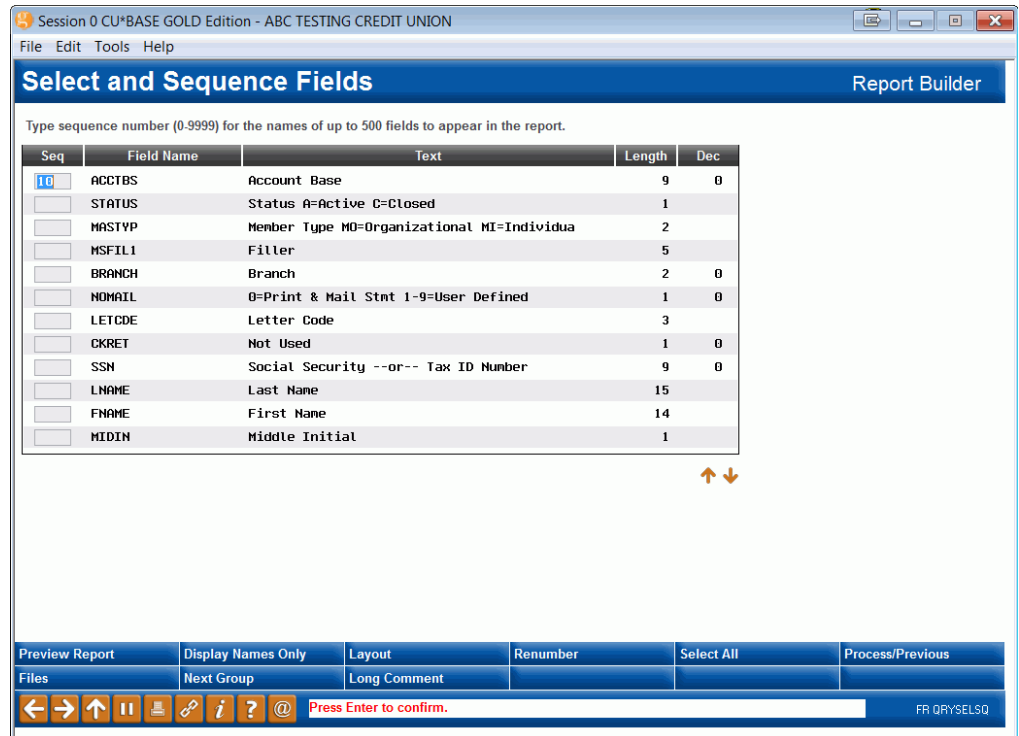 Session 0 CU*BASE GOLD Edition - ABC TESTING CREDIT UNION
File Edit Tools Help
Select and Sequence Fields Report Builder
Type sequence number (0-9999) for the names of up to 500 fields to appear in the report.
Seq Field Name Text Length Dec
10 ACCTBS Account Base 9 0
STATUS Status A=Active C=Closed 1
MASTYP Member Type MO=Organizational MI=Individua 2
MSFIL1 Filler 5
BRANCH Branch 2 0
NOMAIL 0=Print & Mail Stmt 1-9=User Defined 1 0
LETCDE Letter Code 3
CKRET Not Used 1 0
SSN Social Security --or-- Tax ID Number 9 0
LNAME Last Name 15
FNAME First Name 14
MIDIN Middle Initial 1
Preview Report Display Names Only Layout Renumber Select All Process/Previous
Files Next Group Long Comment
i ? @ Press Enter to confirm. FR QRYSELSQ